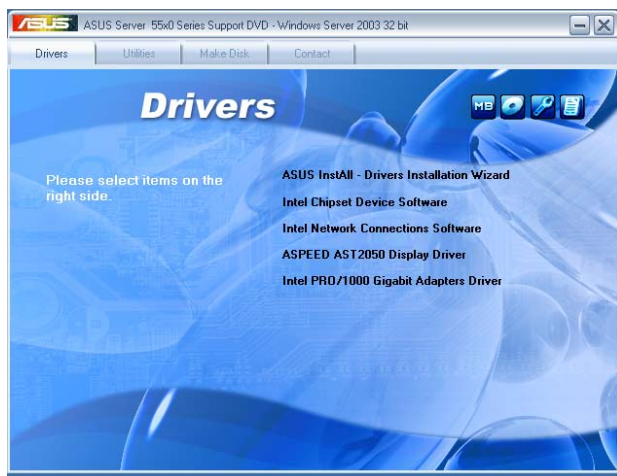 ASUS ASUS Server 55x0 Series Support DVD - Windows Server 2003 32 bit
Drivers Utilities Make Disk Contact
Drivers
MB
Please select items on the
right side.
ASUS InstAll - Drivers Installation Wizard
Intel Chipset Device Software
Intel Network Connections Software
ASPEED AST2050 Display Driver
Intel PRO/1000 Gigabit Adapters Driver